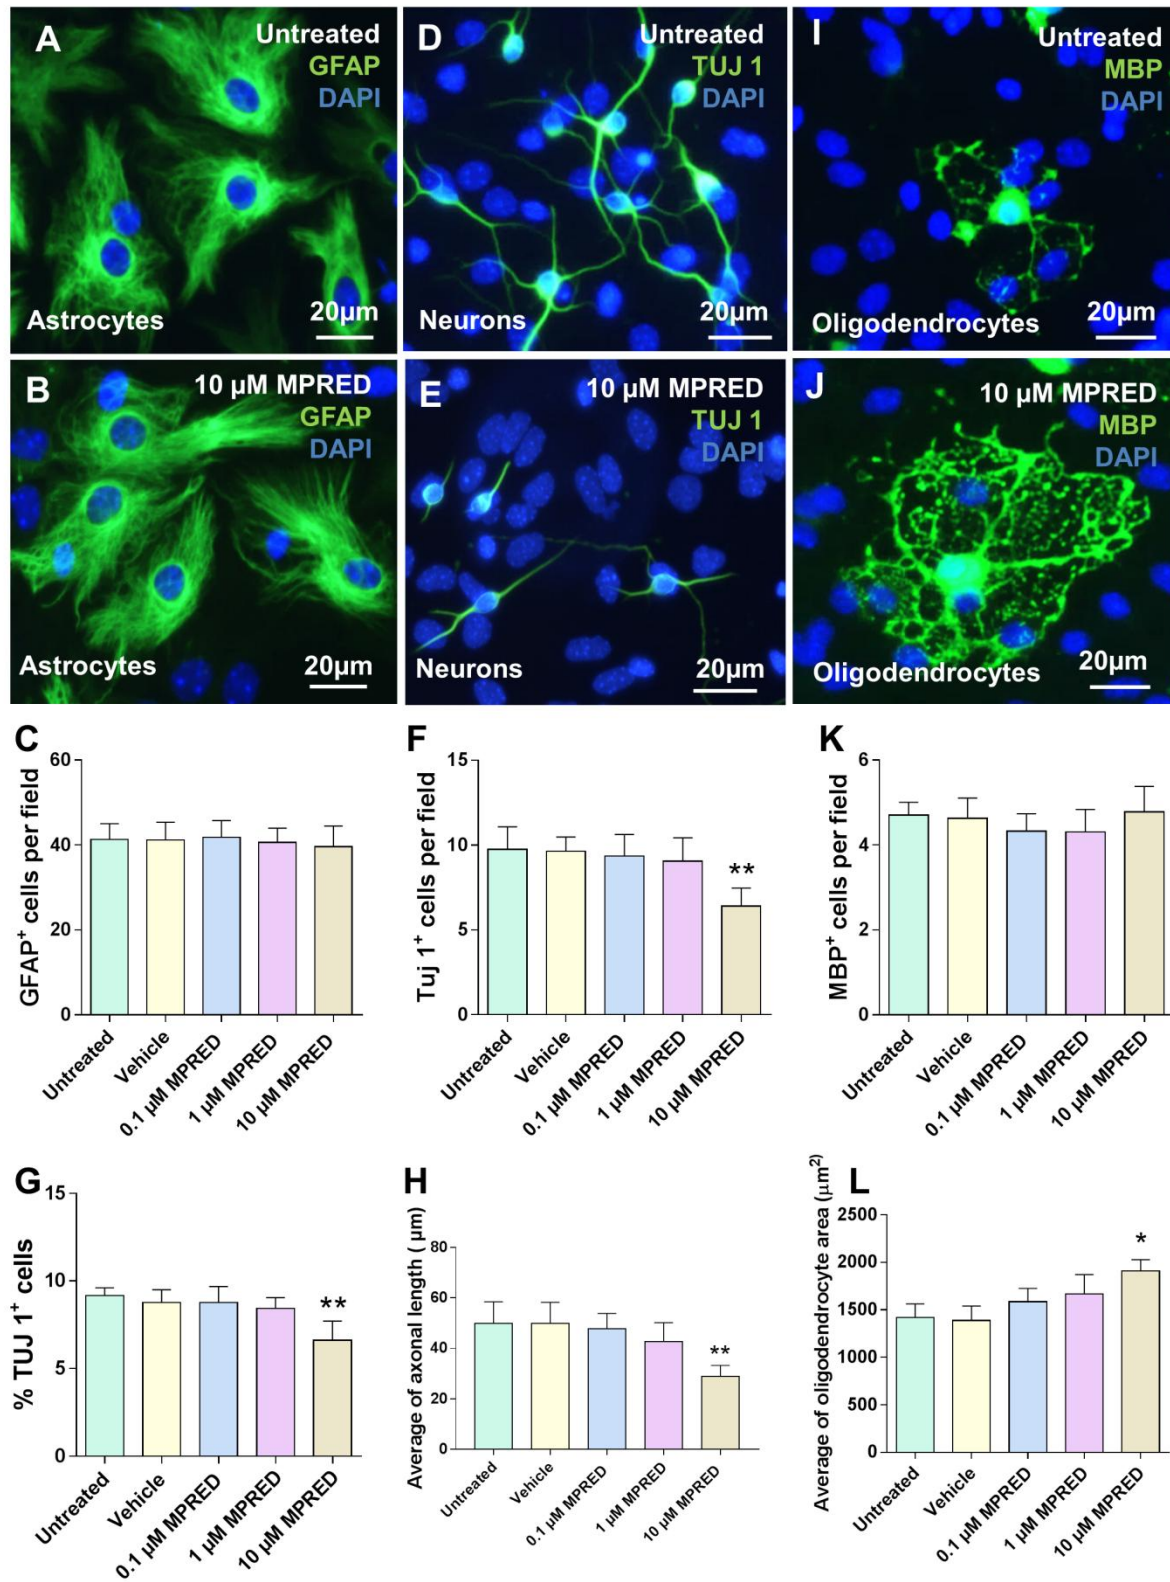 A
Untreated
GFAP
DAPI
Astrocytes
20µm
D
Untreated
TUJ 1
DAPI
Neurons
20µm
I
Untreated
MBP
DAPI
Oligodendrocytes
20µm
B
10 µM MPRED
GFAP
DAPI
Astrocytes
20µm
E
10 µM MPRED
TUJ 1
DAPI
Neurons
20µm
J
10 µM MPRED
MBP
DAPI
Oligodendrocytes
20µm
C
GFAP⁺ cells per field
60
40
20
0
Untreated
Vehicle
0.1 µM MPRED
1 µM MPRED
10 µM MPRED
F
Tuj 1⁺ cells per field
15
10
5
0
**
Untreated
Vehicle
0.1 µM MPRED
1 µM MPRED
10 µM MPRED
K
MBP⁺ cells per field
6
4
2
0
Untreated
Vehicle
0.1 µM MPRED
1 µM MPRED
10 µM MPRED
G
% TUJ 1⁺ cells
15
10
5
0
**
Untreated
Vehicle
0.1 µM MPRED
1 µM MPRED
10 µM MPRED
H
Average of axonal length ( µm)
80
60
40
20
0
**
Untreated
Vehicle
0.1 µM MPRED
1 µM MPRED
10 µM MPRED
L
Average of oligodendrocyte area (µm²)
2500
2000
1500
1000
500
0
*
Untreated
Vehicle
0.1 µM MPRED
1 µM MPRED
10 µM MPRED